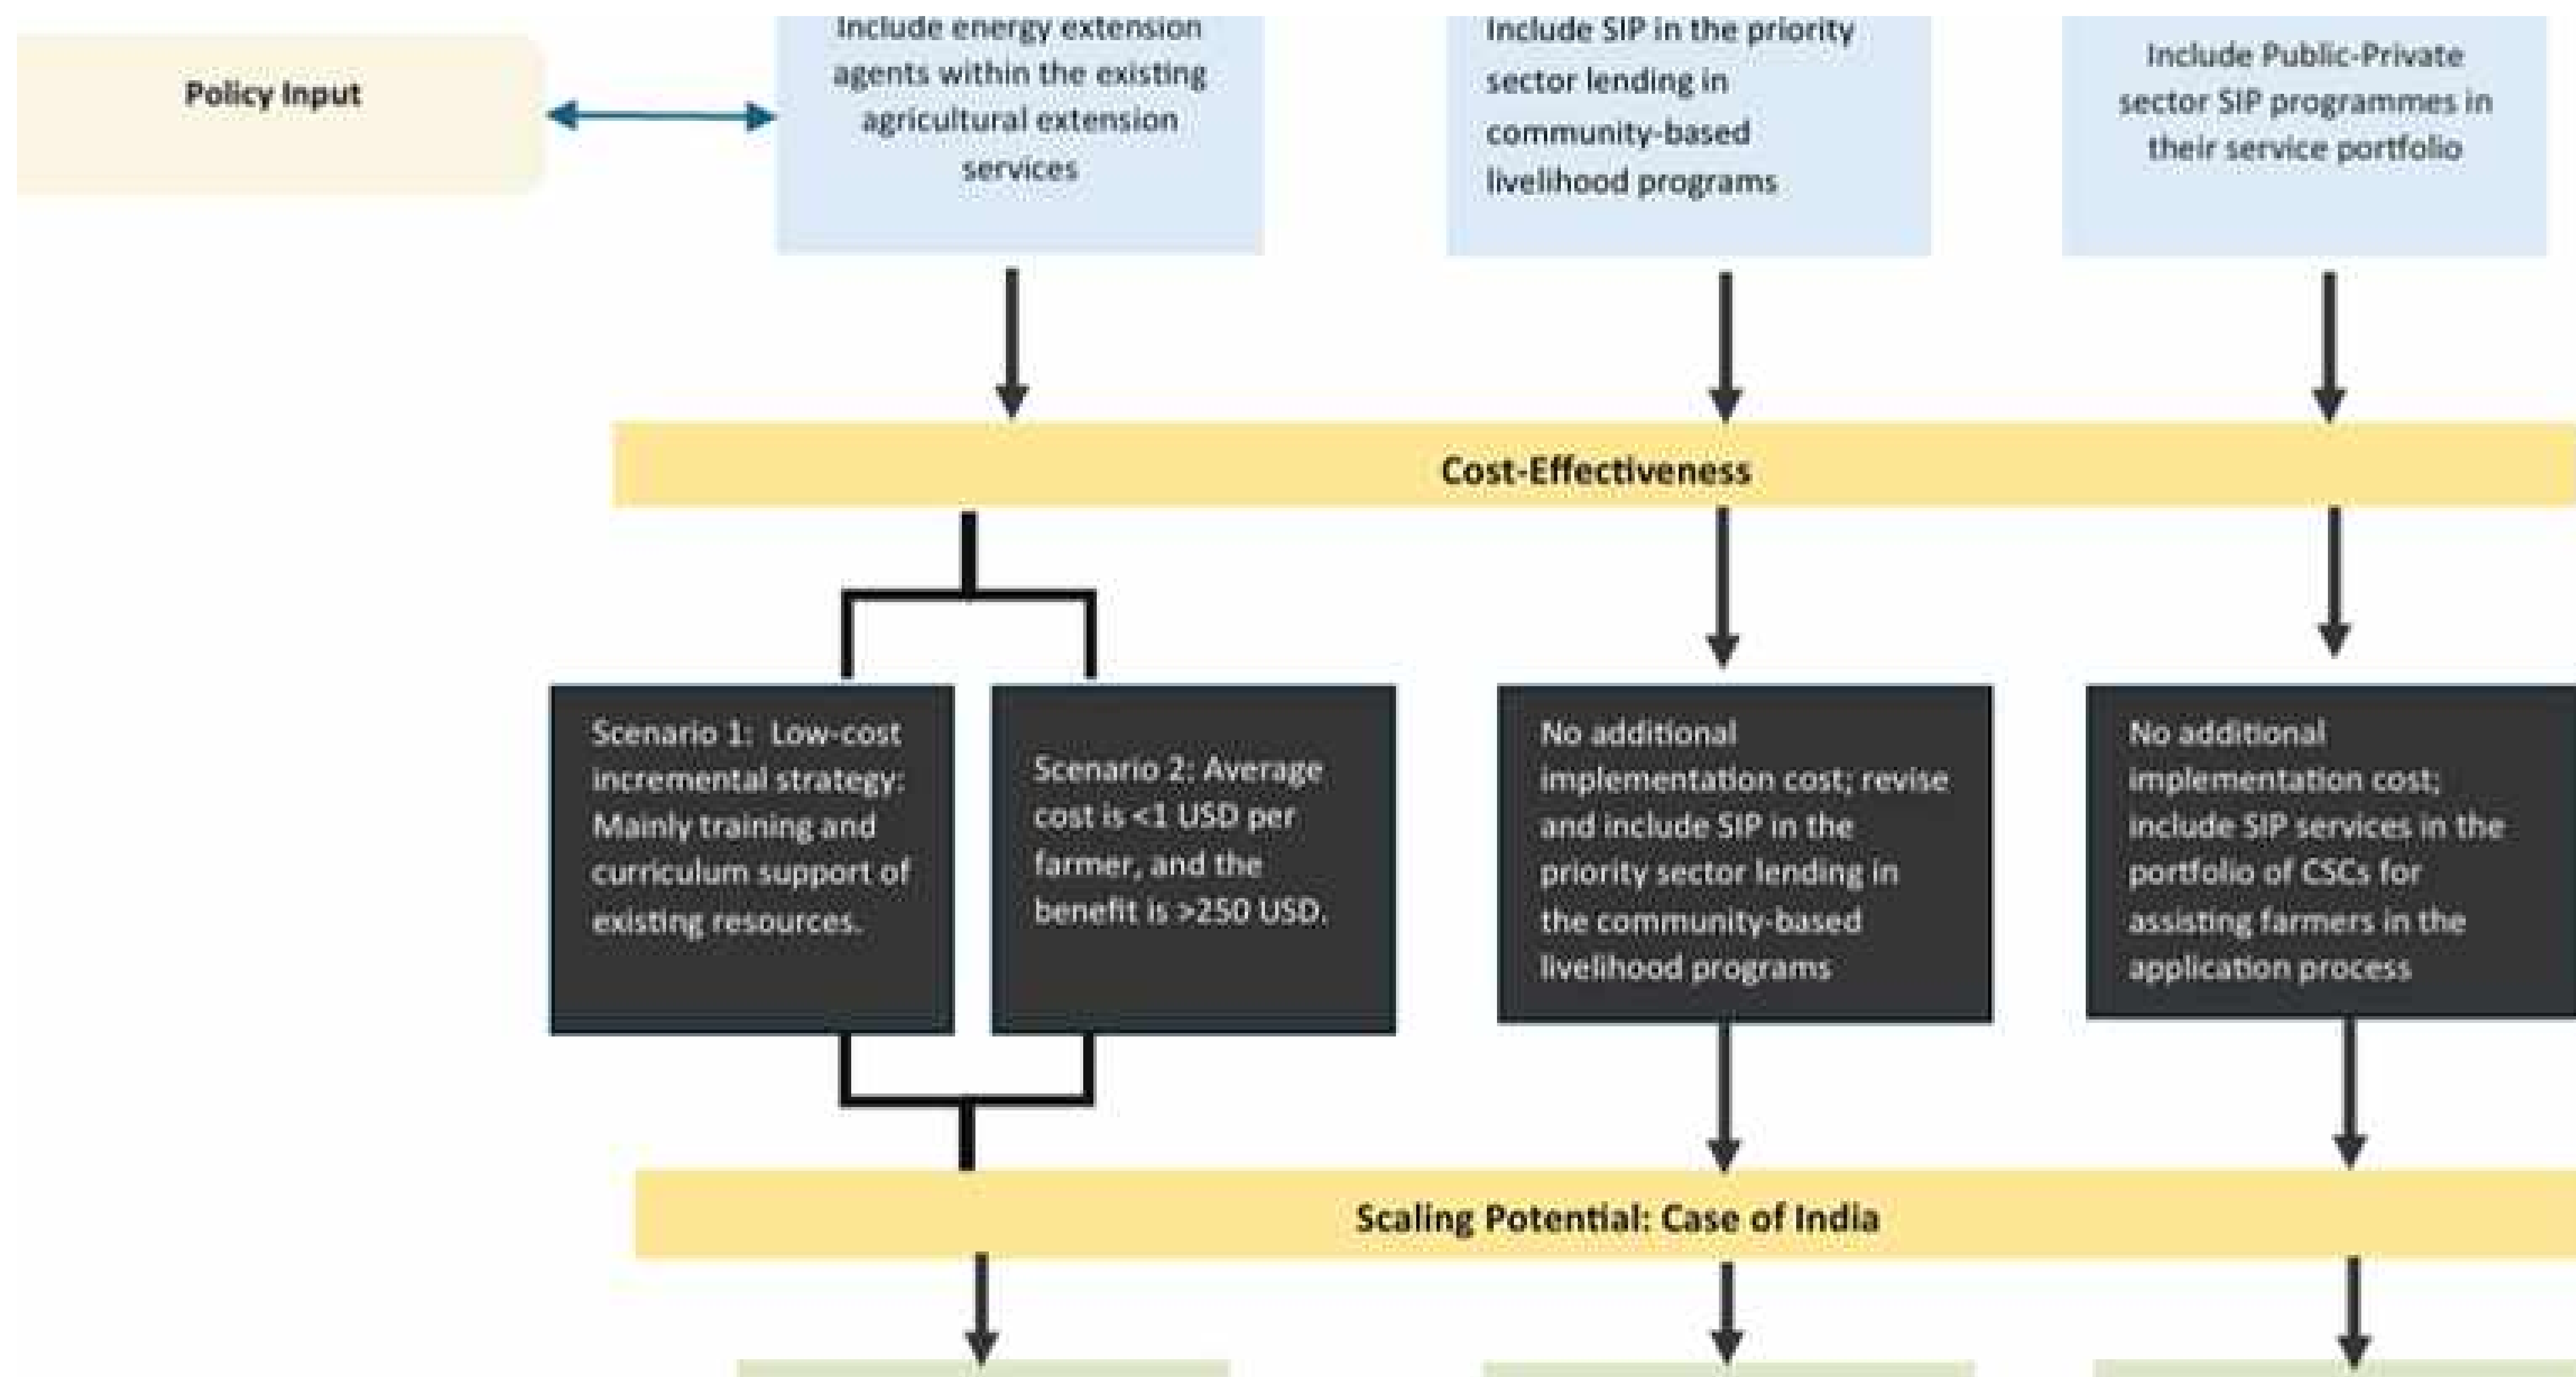 Policy Input
Include energy extension
agents within the existing
agricultural extension
services
Include SIP in the priority
sector lending in
community-based
livelihood programs
Include Public-Private
sector SIP programmes in
their service portfolio
Cost-Effectiveness
Scenario 1: Low-cost
incremental strategy:
Mainly training and
curriculum support of
existing resources.
Scenario 2: Average
cost is <1 USD per
farmer, and the
benefit is >250 USD.
No additional
implementation cost; revise
and include SIP in the
priority sector lending in
the community-based
livelihood programs
No additional
implementation cost;
include SIP services in the
portfolio of CSCs for
assisting farmers in the
application process
Scaling Potential: Case of India